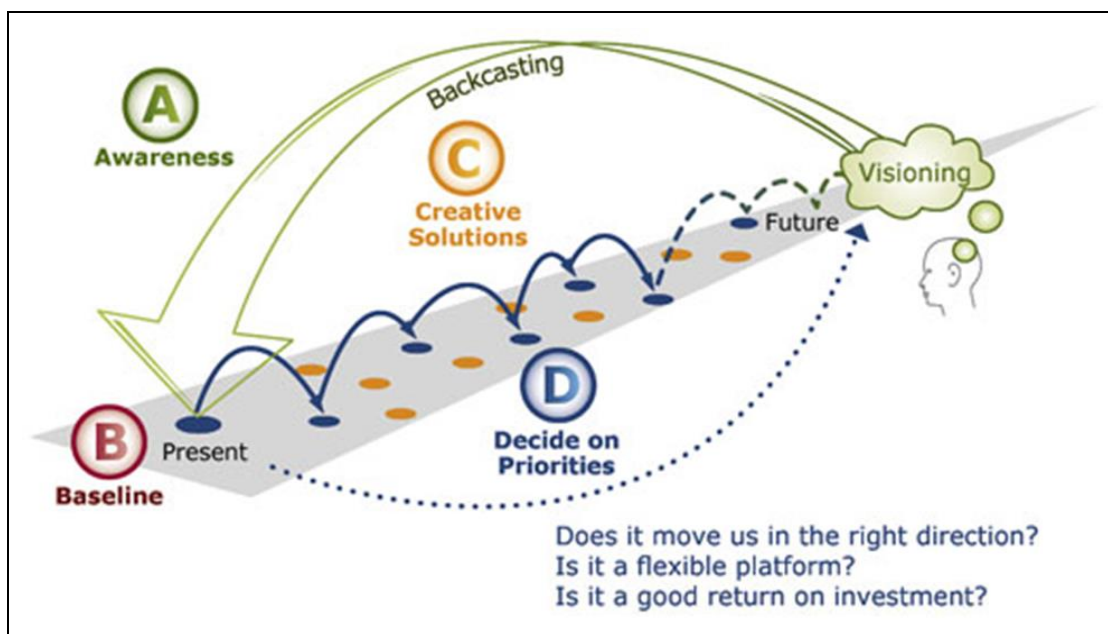 A
Awareness
Backcasting
C
Creative
Solutions
Visioning
Future
B
Baseline
Present
D
Decide on
Priorities
Does it move us in the right direction?
Is it a flexible platform?
Is it a good return on investment?